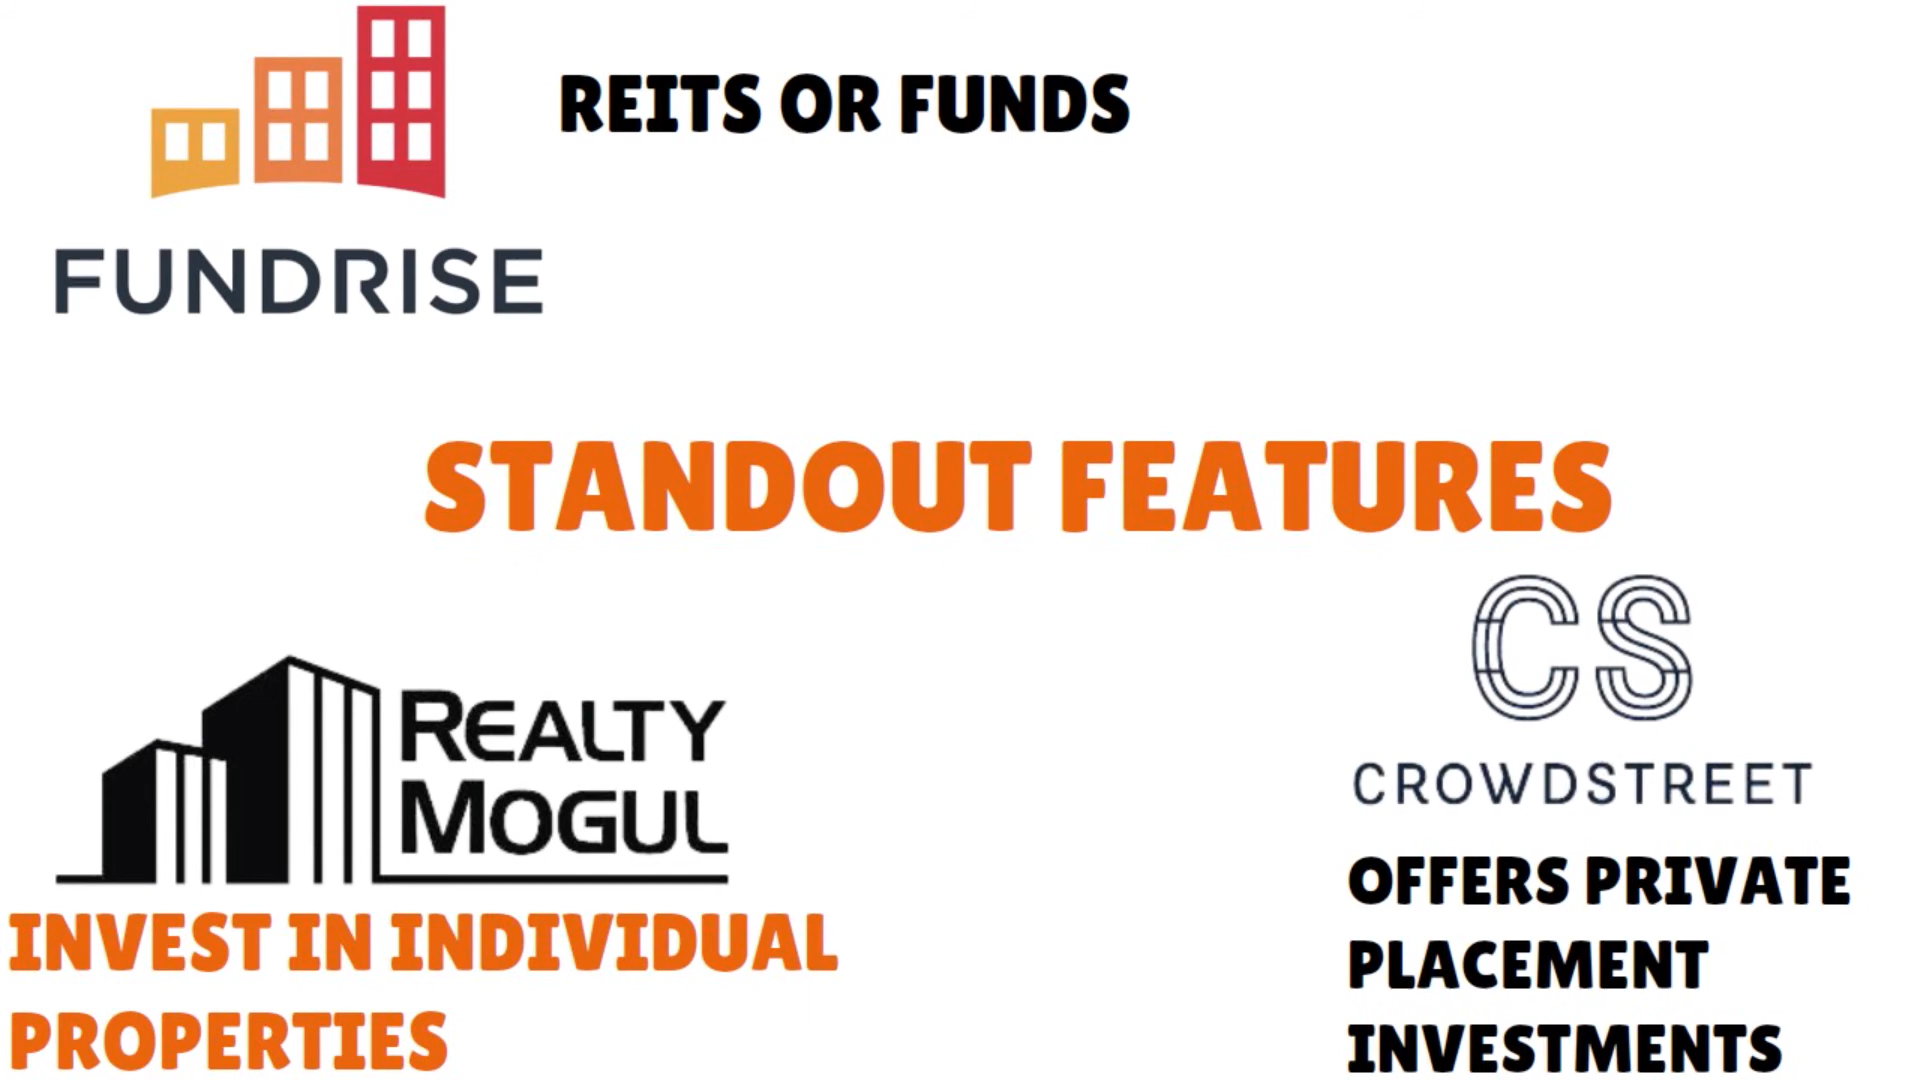 REITS OR FUNDS
FUNDRISE
STANDOUT FEATURES
REALTY
MOGUL
INVEST IN INDIVIDUAL
PROPERTIES
CS
CROWDSTREET
OFFERS PRIVATE
PLACEMENT
INVESTMENTS